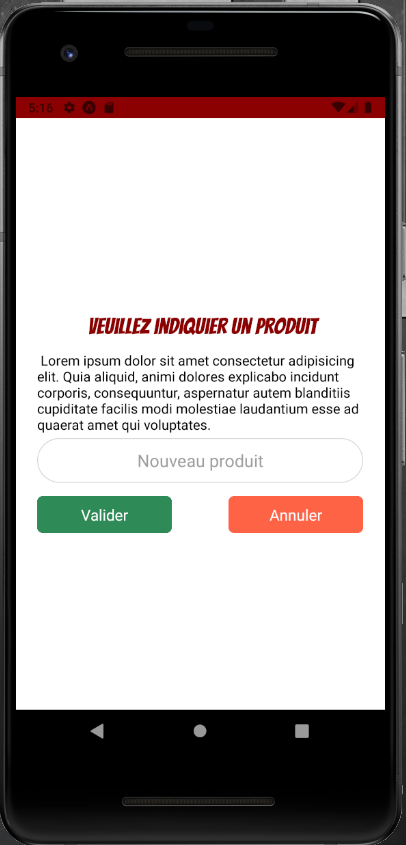 5:16
VEUILLEZ INDIQUIER UN PRODUIT
Lorem ipsum dolor sit amet consectetur adipisicing
elit. Quia aliquid, animi dolores explicabo incidunt
corporis, consequuntur, aspernatur autem blanditiis
cupiditate facilis modi molestiae laudantium esse ad
quaerat amet qui voluptates.
Nouveau produit
Valider Annuler